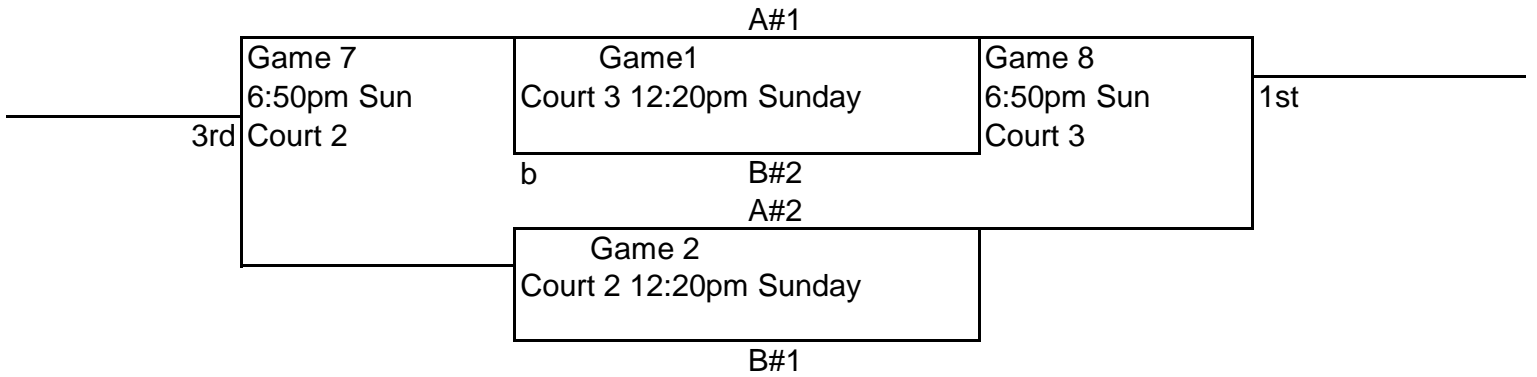 A#1
Game 7
6:50pm Sun
3rd Court 2
Game1
Court 3 12:20pm Sunday
Game 8
6:50pm Sun
Court 3
1st
b
B#2
A#2
Game 2
Court 2 12:20pm Sunday
B#1